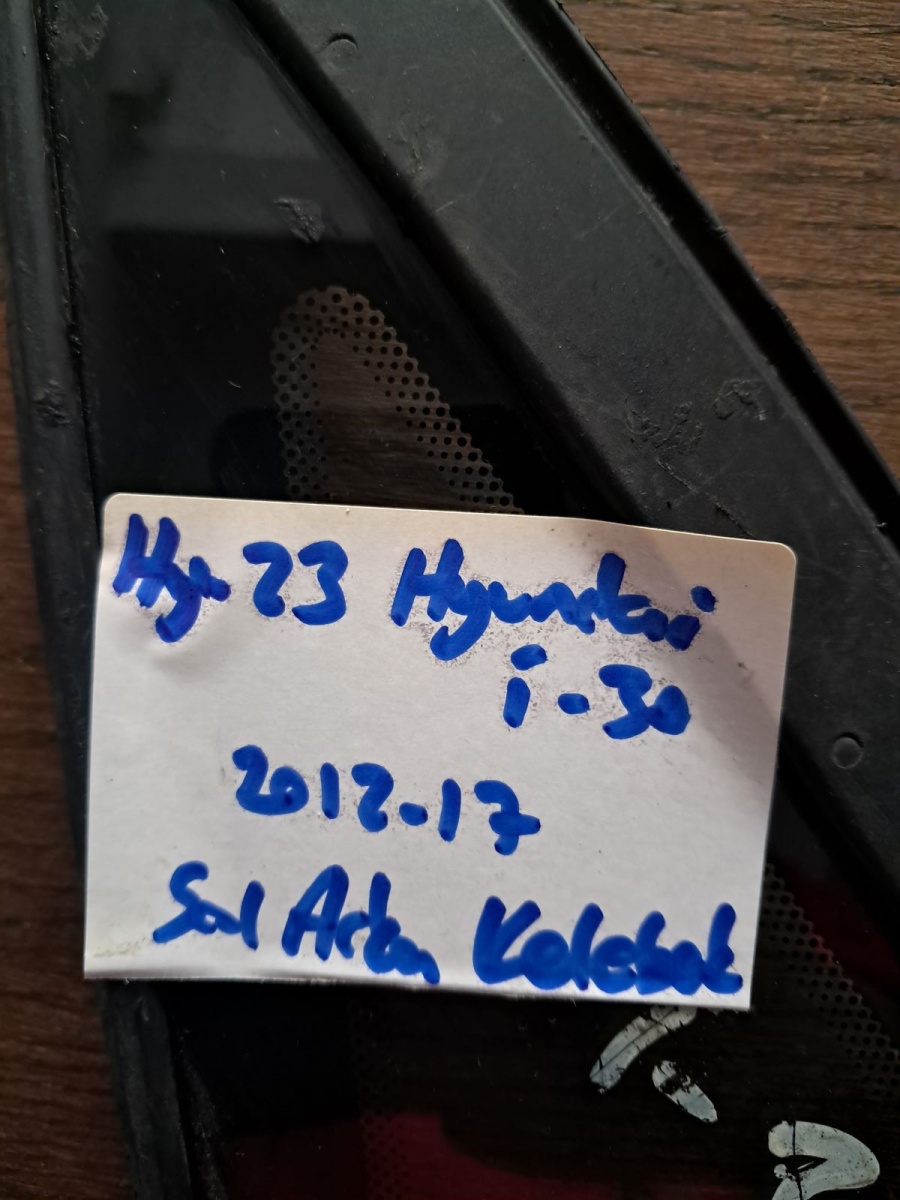 Hy-23 Hyundai
i-30
2012-17
Sol Arka Kelebek